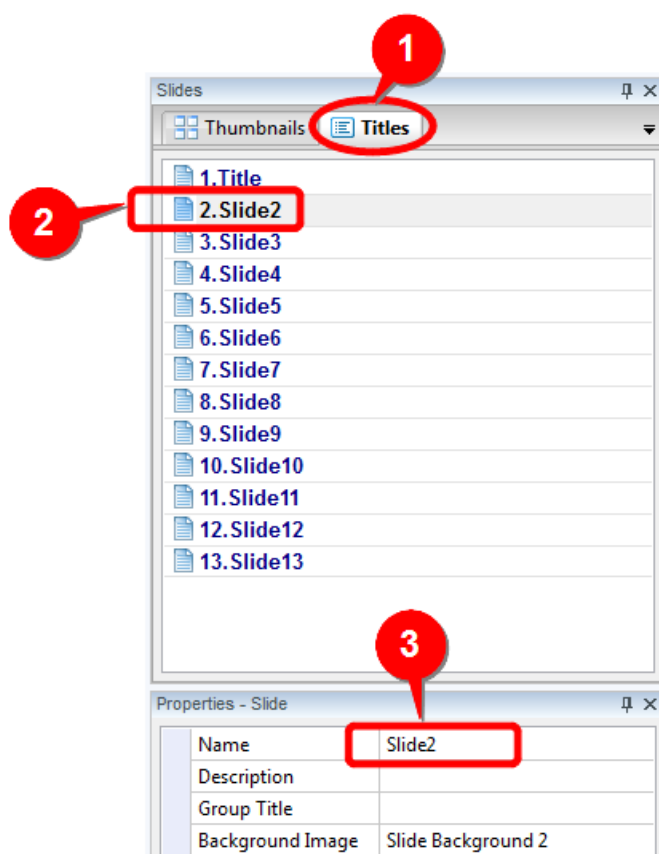 1
Slides
Thumbnails Titles
1.Title
2
2.Slide2
3.Slide3
4.Slide4
5.Slide5
6.Slide6
7.Slide7
8.Slide8
9.Slide9
10.Slide10
11.Slide11
12.Slide12
13.Slide13
3
Properties - Slide
Name Slide2
Description
Group Title
Background Image Slide Background 2